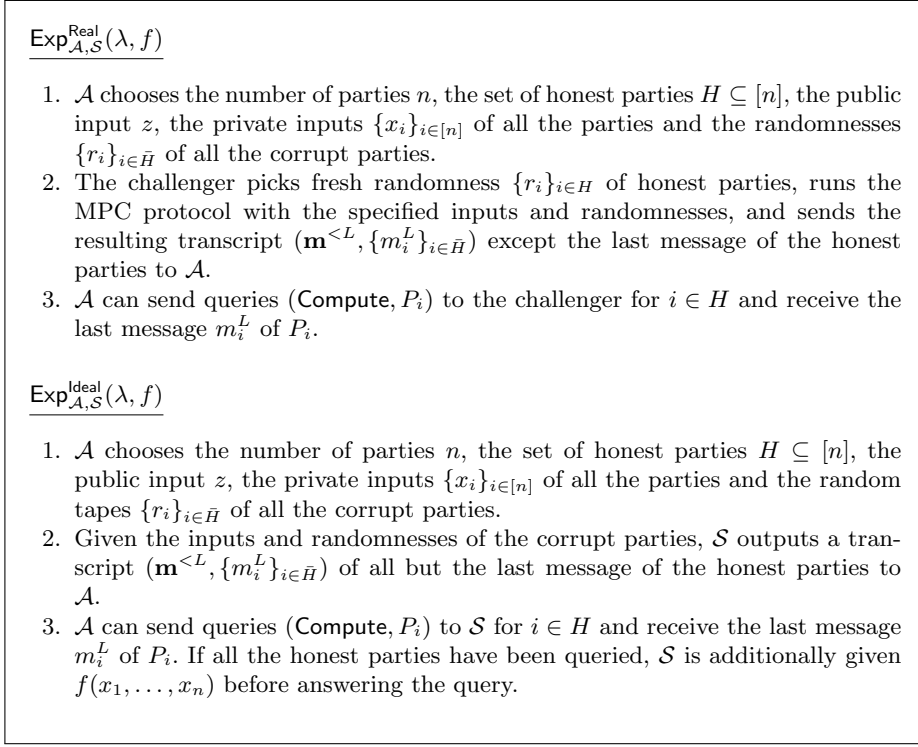 Exp^Real_{A,S}(λ, f)
1. A chooses the number of parties n, the set of honest parties H ⊆ [n], the public
input z, the private inputs {x_i}_{i∈[n]} of all the parties and the randomnesses
{r_i}_{i∈H̄} of all the corrupt parties.
2. The challenger picks fresh randomness {r_i}_{i∈H} of honest parties, runs the
MPC protocol with the specified inputs and randomnesses, and sends the
resulting transcript (m^{<L}, {m_i^L}_{i∈H̄}) except the last message of the honest
parties to A.
3. A can send queries (Compute, P_i) to the challenger for i ∈ H and receive the
last message m_i^L of P_i.
Exp^Ideal_{A,S}(λ, f)
1. A chooses the number of parties n, the set of honest parties H ⊆ [n], the
public input z, the private inputs {x_i}_{i∈[n]} of all the parties and the random
tapes {r_i}_{i∈H̄} of all the corrupt parties.
2. Given the inputs and randomnesses of the corrupt parties, S outputs a tran-
script (m^{<L}, {m_i^L}_{i∈H̄}) of all but the last message of the honest parties to
A.
3. A can send queries (Compute, P_i) to S for i ∈ H and receive the last message
m_i^L of P_i. If all the honest parties have been queried, S is additionally given
f(x_1, . . . , x_n) before answering the query.